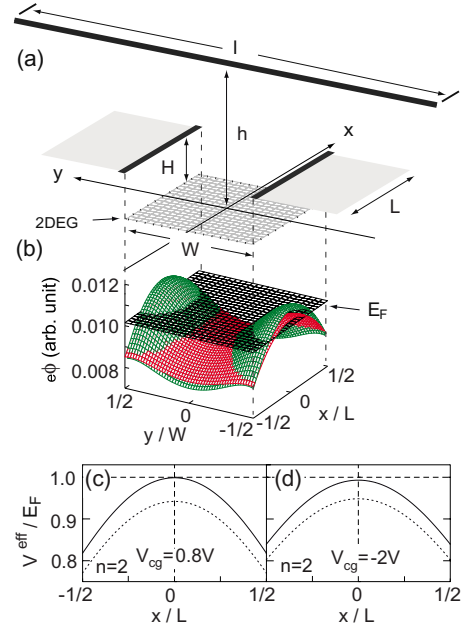 l
(a)
h
x
H
y
L
2DEG
W
(b)
0.012
0.010
0.008
eϕ (arb. unit)
E_F
1/2
0
-1/2
y / W
-1/2
0
1/2
x / L
(c)
(d)
1.0
0.9
0.8
V^eff / E_F
n=2
V_cg=0.8V
n=2
V_cg=-2V
-1/2
0
1/2
0
1/2
x / L
x / L